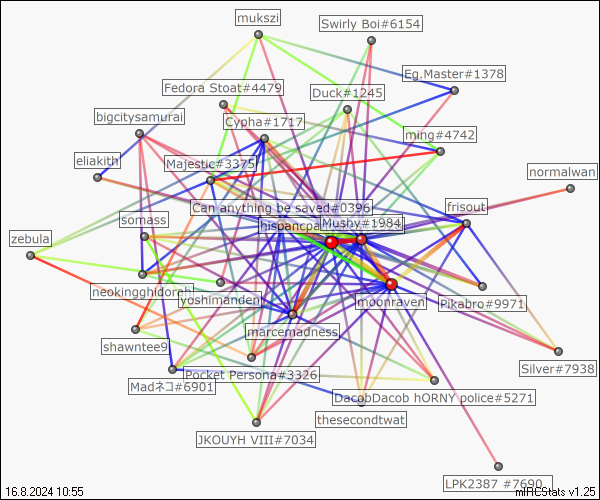 mukszi
Swirly Boi#6154
Eg.Master#1378
Fedora Stoat#4479
Duck#1245
bigcitysamurai
Cypha#1717
ming#4742
eliakith
Majestic#3375
normalwan
Can anything be saved#0396
frisout
somass
Mushy#1984
zebula
neokingghidorah
yoshimanden
moonraven
Pikabro#9971
marcemadness
shawntee9
Silver#7938
Pocket Persona#3326
Madネコ#6901
DacobDacob hORNY police#5271
thesecondtwat
JKOUYH VIII#7034
LPK2387 #7690
16.8.2024 10:55
mIRCStats v1.25